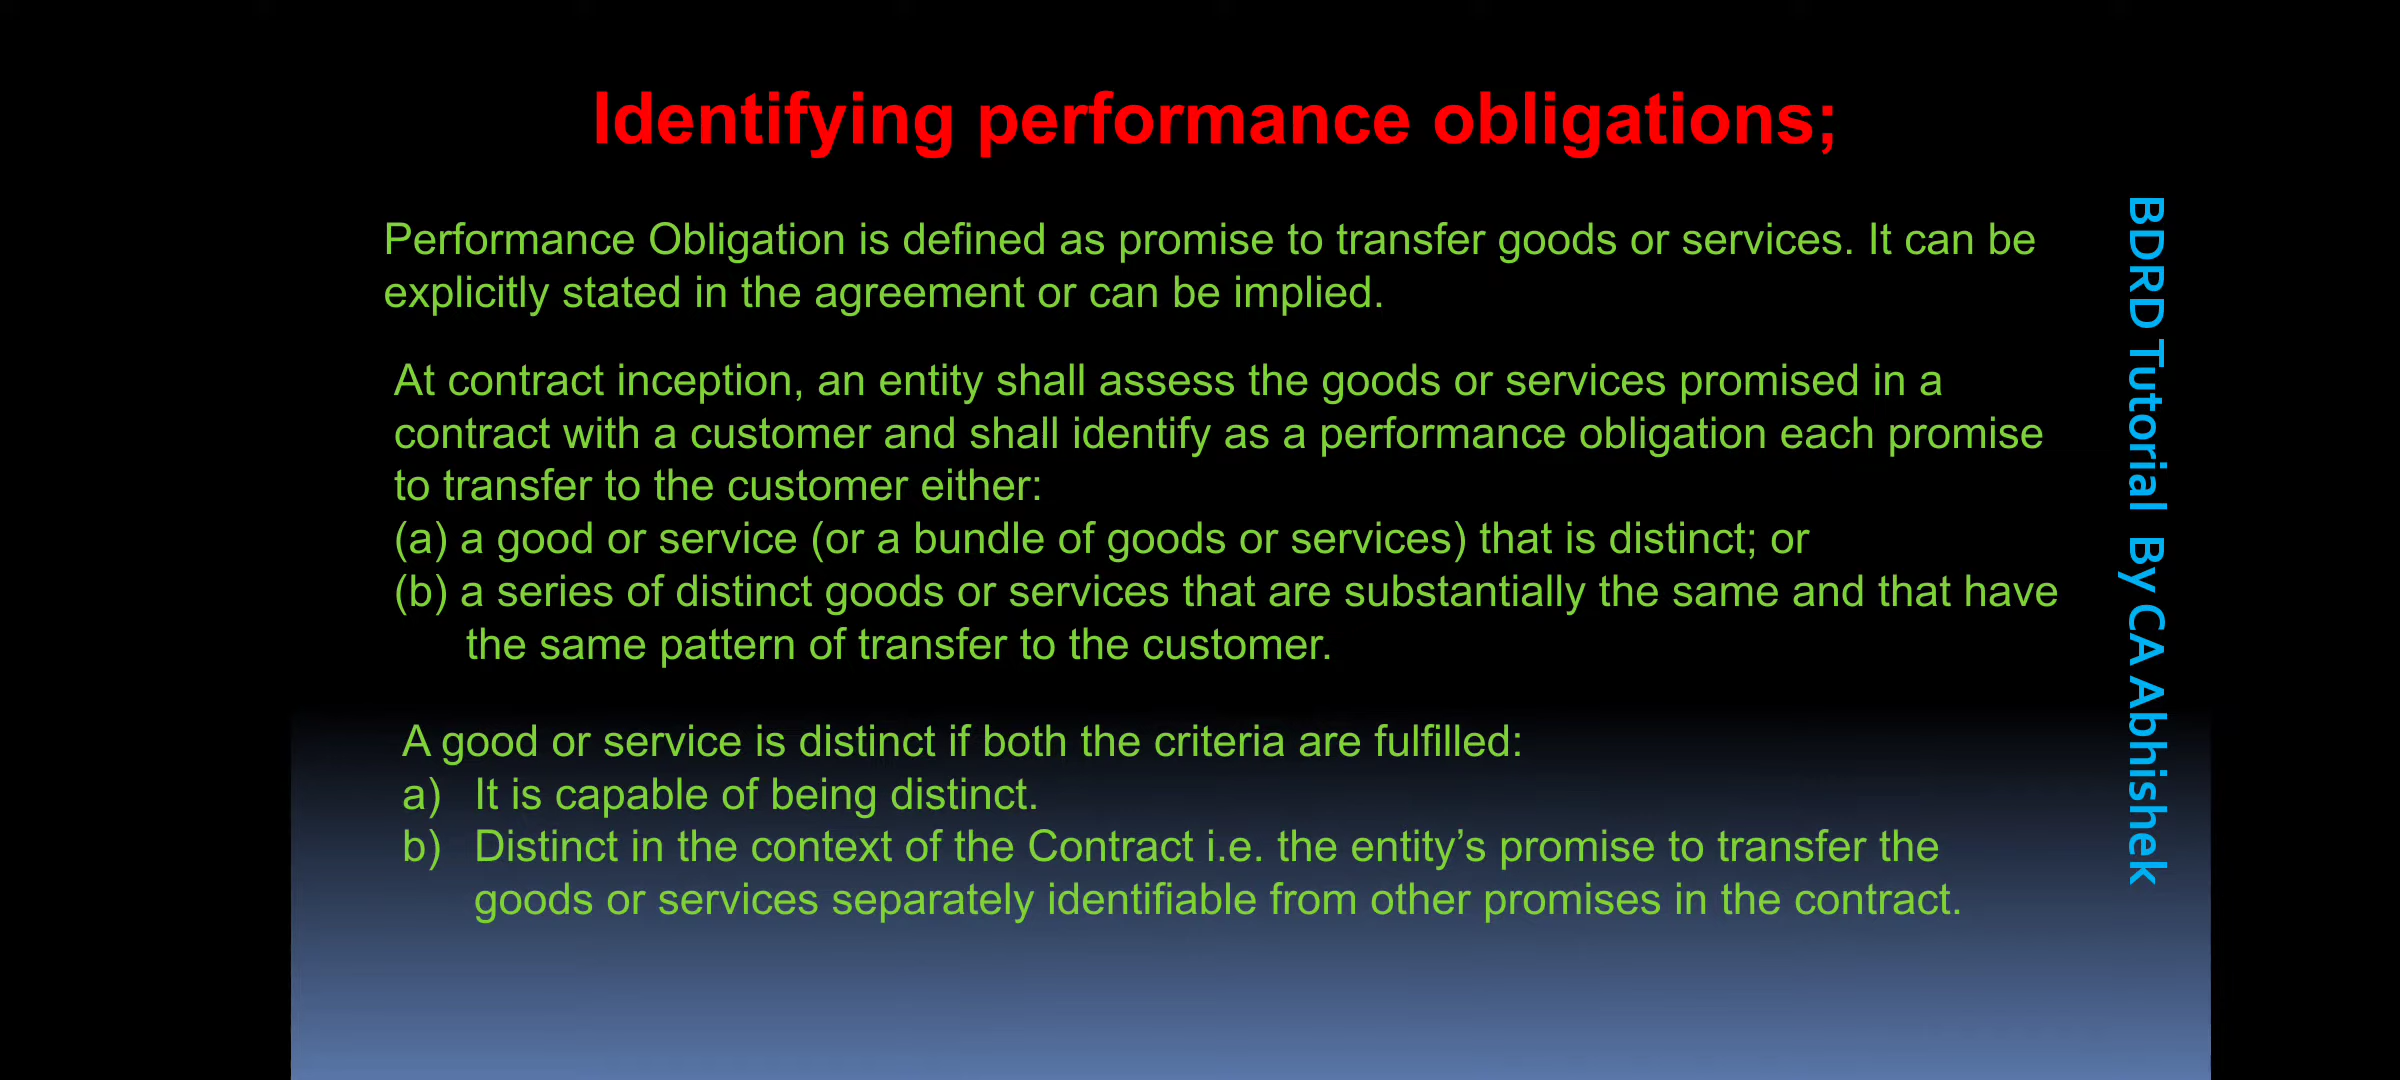 Identifying performance obligations;
Performance Obligation is defined as promise to transfer goods or services. It can be
explicitly stated in the agreement or can be implied.
At contract inception, an entity shall assess the goods or services promised in a
contract with a customer and shall identify as a performance obligation each promise
to transfer to the customer either:
(a) a good or service (or a bundle of goods or services) that is distinct; or
(b) a series of distinct goods or services that are substantially the same and that have
the same pattern of transfer to the customer.
A good or service is distinct if both the criteria are fulfilled:
a) It is capable of being distinct.
b) Distinct in the context of the Contract i.e. the entity’s promise to transfer the
goods or services separately identifiable from other promises in the contract.
BDRD Tutorial By CA Abhishek